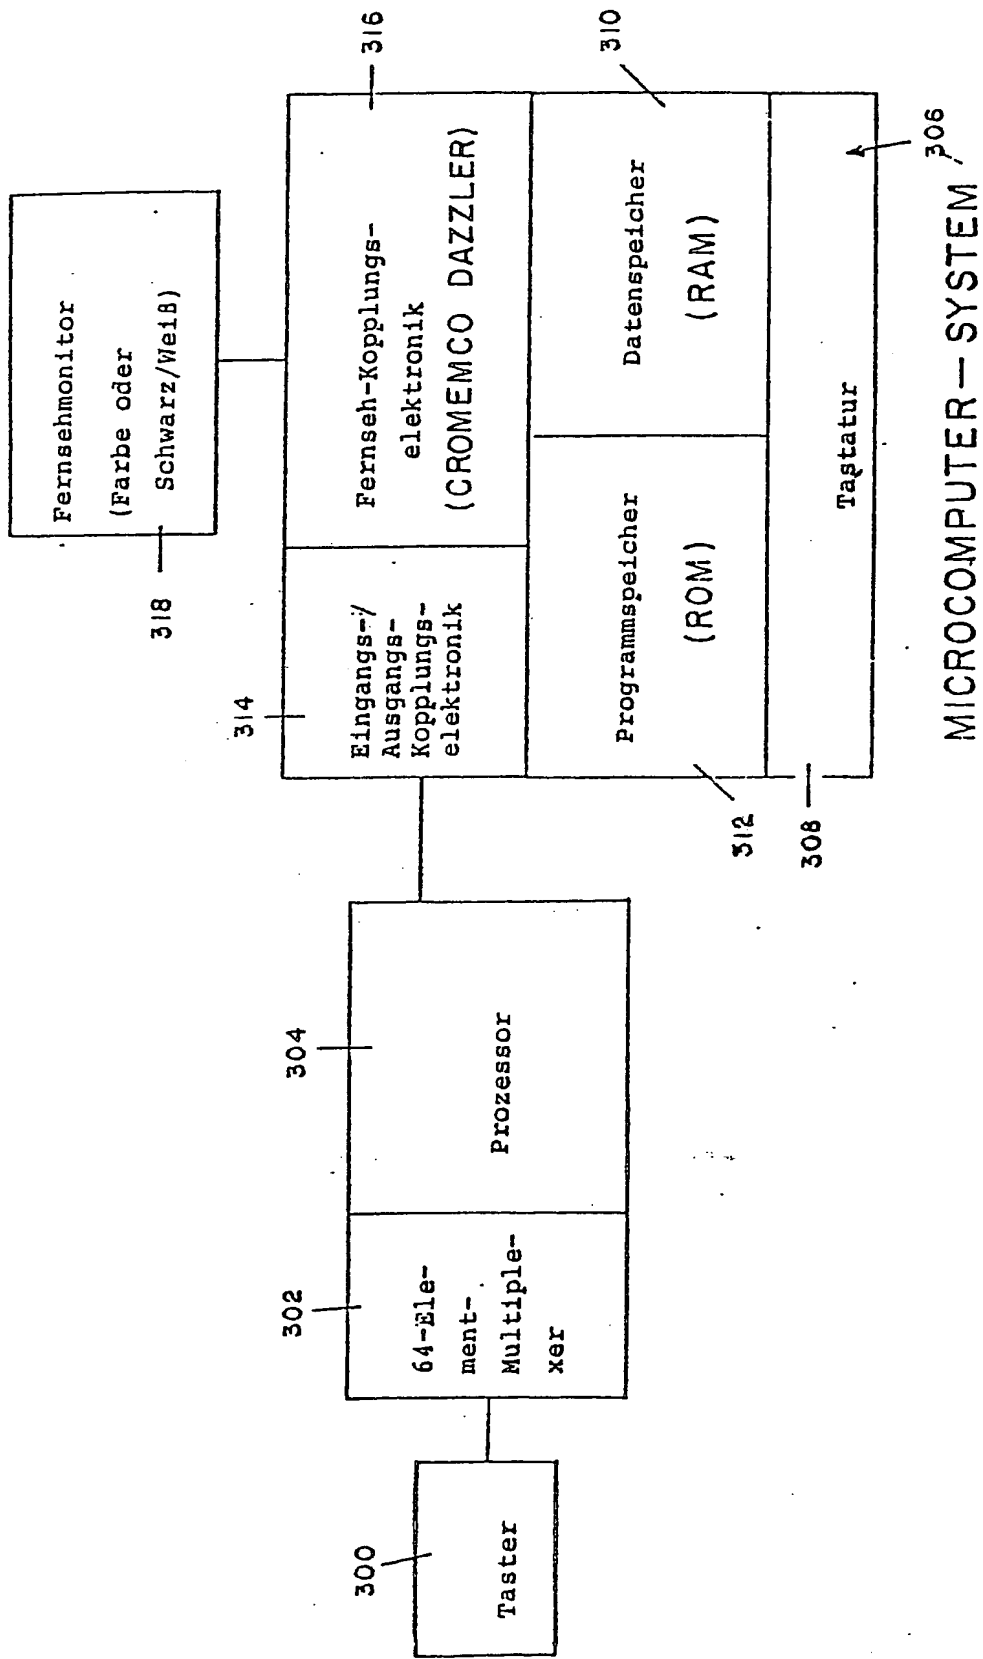 318
Fernsehmonitor
(Farbe oder
Schwarz/Weiß)
314
Eingangs-/
Ausgangs-
Kopplungs-
elektronik
316
Fernseh-Kopplungs-
elektronik
(CROMEMCO DAZZLER)
312
Programmspeicher
(ROM)
310
Datenspeicher
(RAM)
308
Tastatur
306
MICROCOMPUTER-SYSTEM
300
Taster
302
64-Ele-
ment-
Multiple-
xer
304
Prozessor